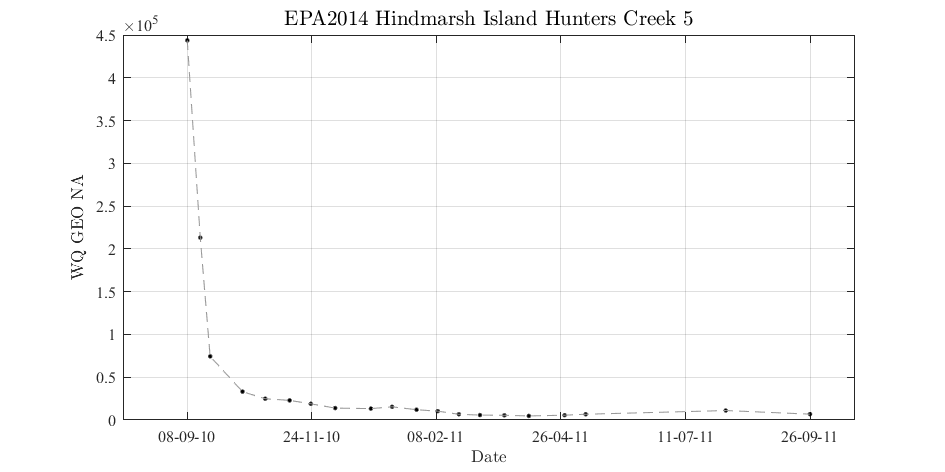 EPA2014 Hindmarsh Island Hunters Creek 5
×10⁵
4.5
4
3.5
3
2.5
2
1.5
1
0.5
0
WQ GEO NA
08-09-10 24-11-10 08-02-11 26-04-11 11-07-11 26-09-11
Date